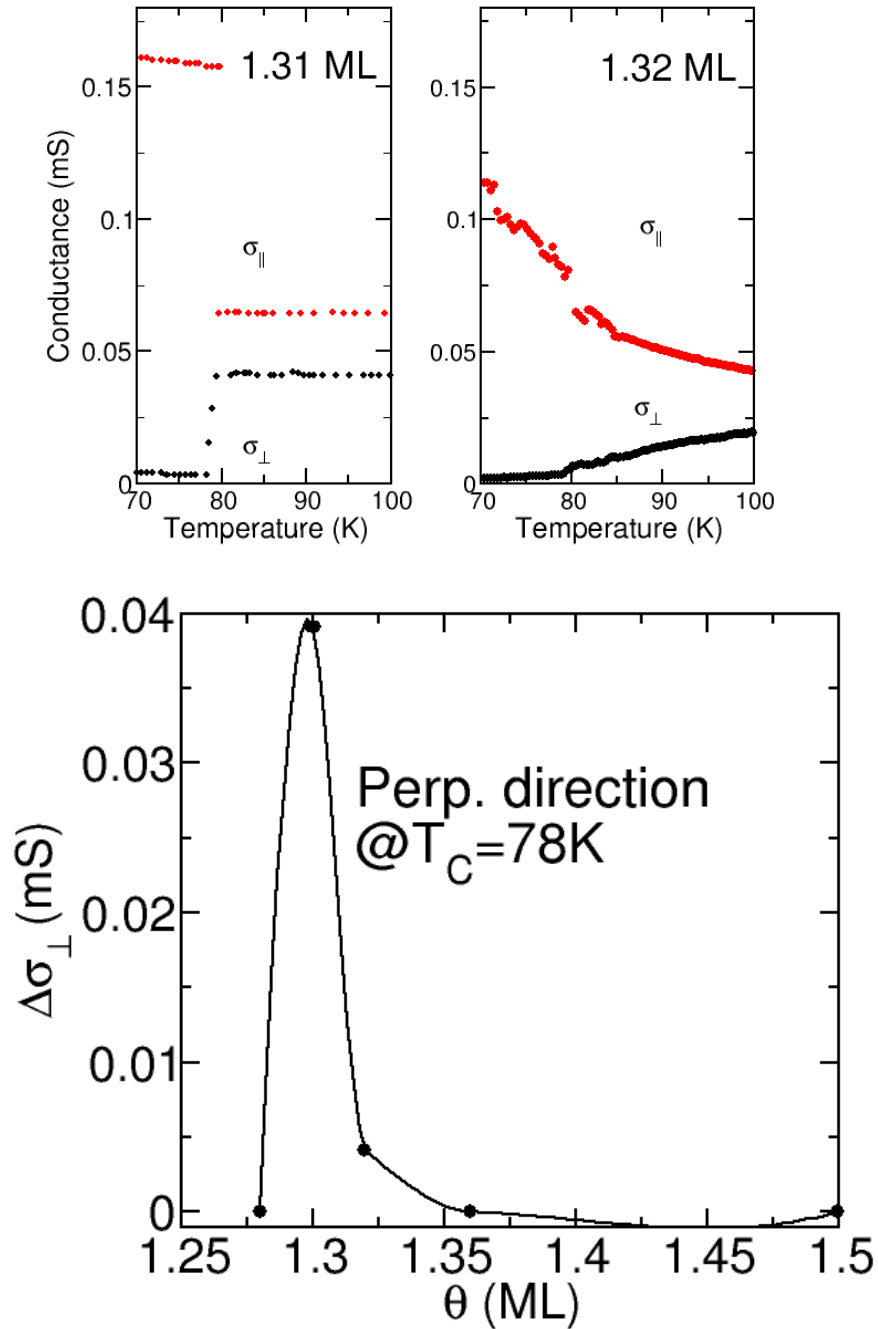 1.31 ML
1.32 ML
Conductance (mS)
0.15
0.1
0.05
0
σ∥
σ⊥
70 80 90 100
Temperature (K)
0.15
0.1
0.05
0
σ∥
σ⊥
70 80 90 100
Temperature (K)
0.04
0.03
0.02
0.01
0
Δσ⊥ (mS)
Perp. direction
@T_C=78K
1.25 1.3 1.35 1.4 1.45 1.5
θ (ML)